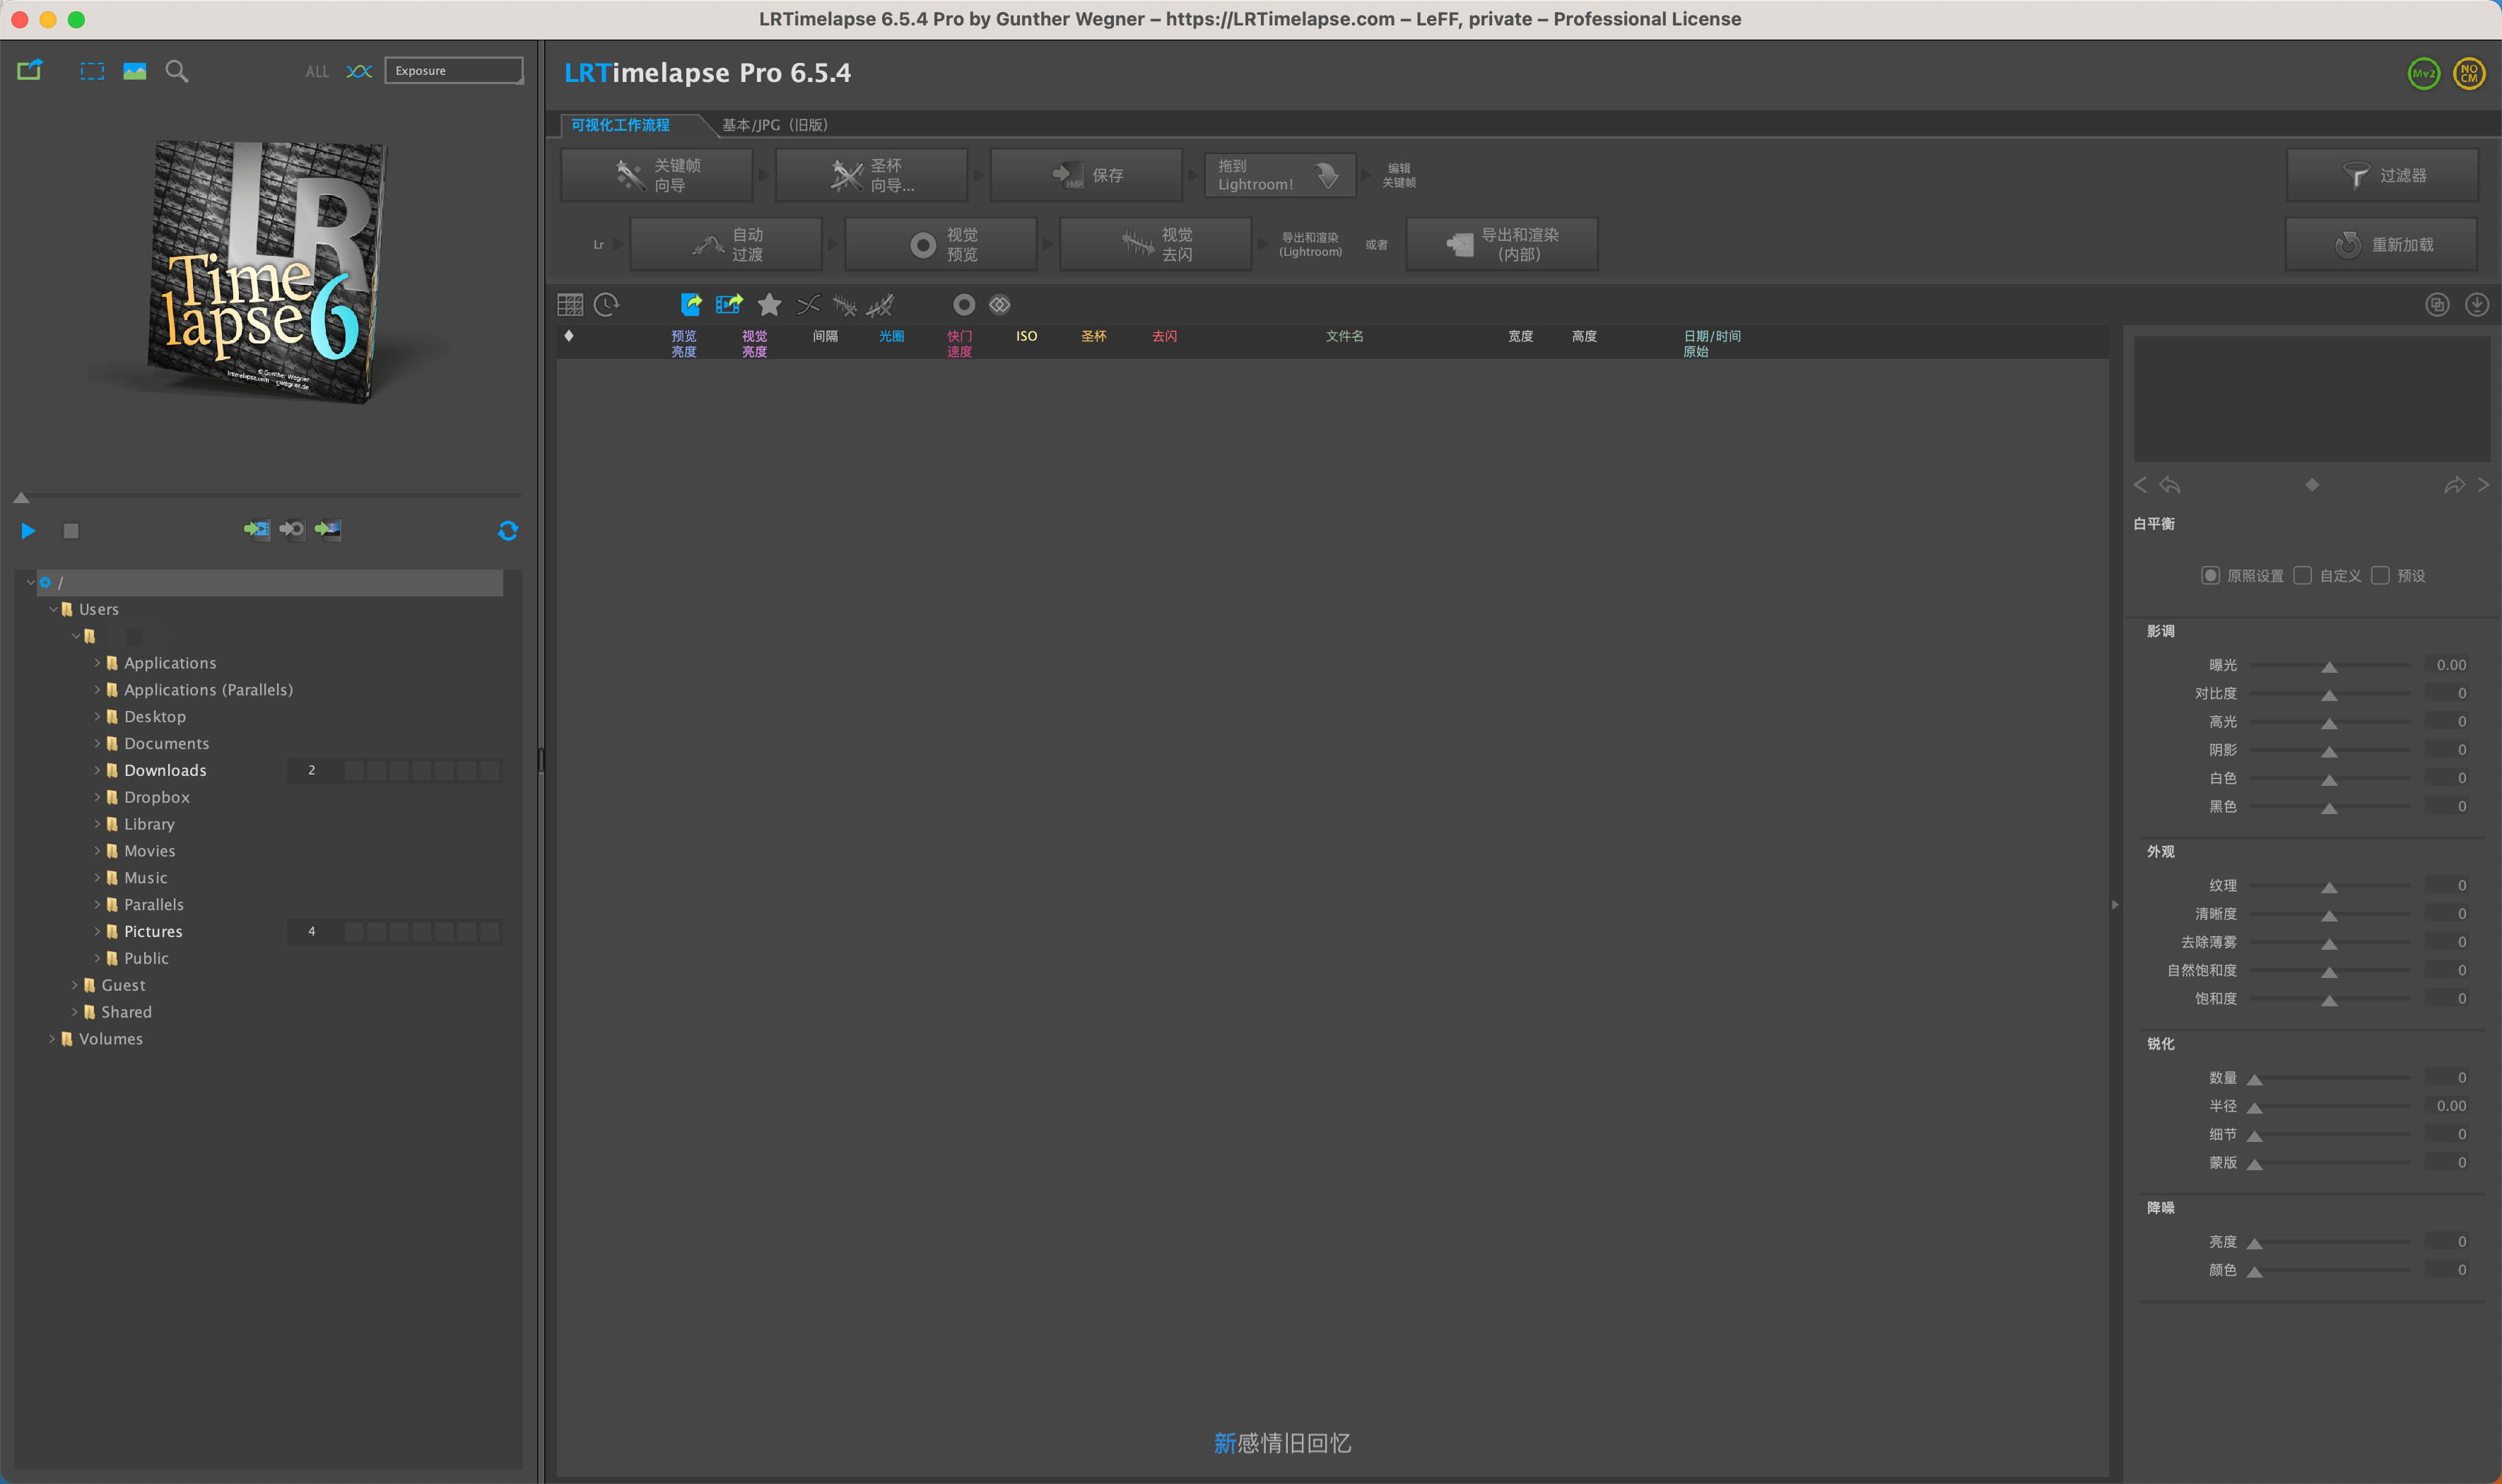 LRTimelapse 6.5.4 Pro by Gunther Wegner – https://LRTimelapse.com – LeFF, private – Professional License
ALL
Exposure
LRTimelapse Pro 6.5.4
Mv2
NO
CM
可视化工作流程
基本/JPG（旧版）
关键帧
向导
圣杯
向导...
XMP
保存
拖到
Lightroom!
编辑
关键帧
过滤器
Lr
自动
过渡
视觉
预览
视觉
去闪
导出和渲染
(Lightroom)
或者
导出和渲染
(内部)
重新加载
LR
Time
lapse 6
© Gunther Wegner
lrtimelapse.com - gwegner.de
预览
亮度
视觉
亮度
间隔
光圈
快门
速度
ISO
圣杯
去闪
文件名
宽度
高度
日期/时间
原始
/
Users
Applications
Applications (Parallels)
Desktop
Documents
Downloads 2
Dropbox
Library
Movies
Music
Parallels
Pictures 4
Public
Guest
Shared
Volumes
白平衡
原照设置 自定义 预设
影调
曝光 0.00
对比度 0
高光 0
阴影 0
白色 0
黑色 0
外观
纹理 0
清晰度 0
去除薄雾 0
自然饱和度 0
饱和度 0
锐化
数量 0
半径 0.00
细节 0
蒙版 0
降噪
亮度 0
颜色 0
新感情旧回忆